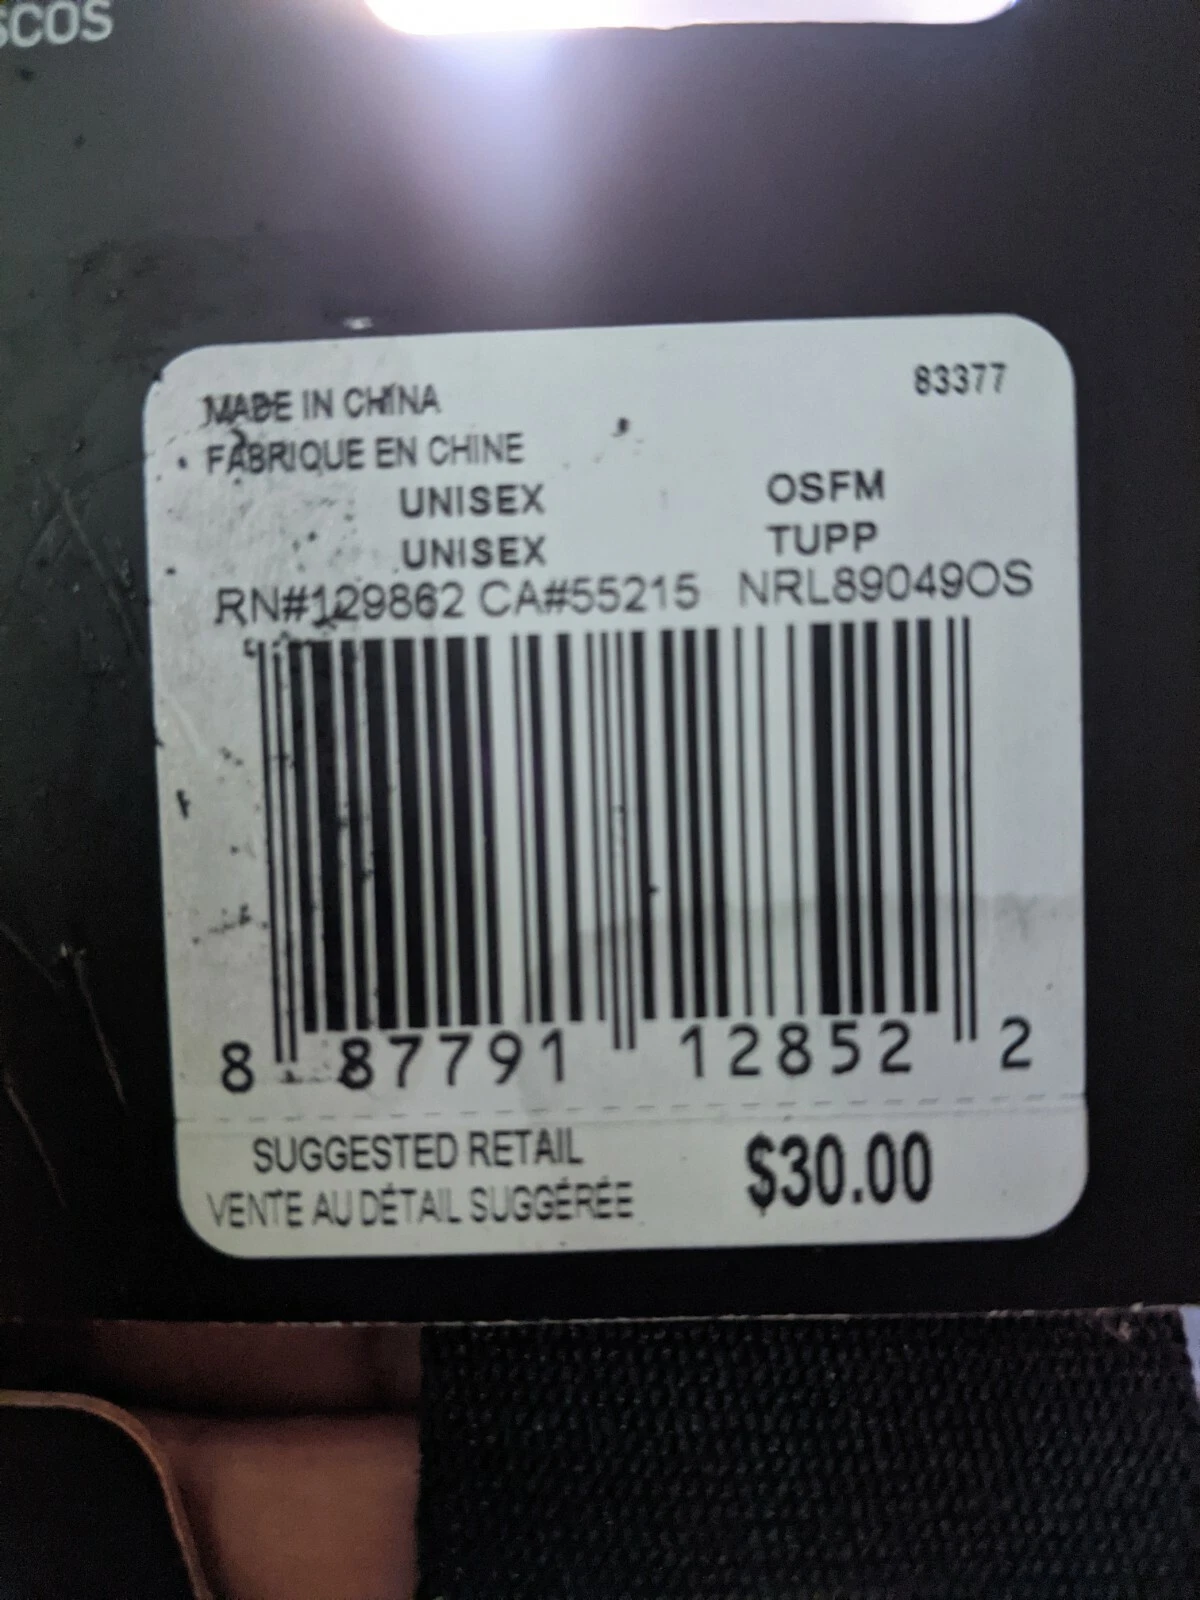 SCOS
83377
MADE IN CHINA
FABRIQUE EN CHINE
UNISEX OSFM
UNISEX TUPP
RN#129862 CA#55215 NRL89049OS
8 87791 12852 2
SUGGESTED RETAIL $30.00
VENTE AU DÉTAIL SUGGÉRÉE